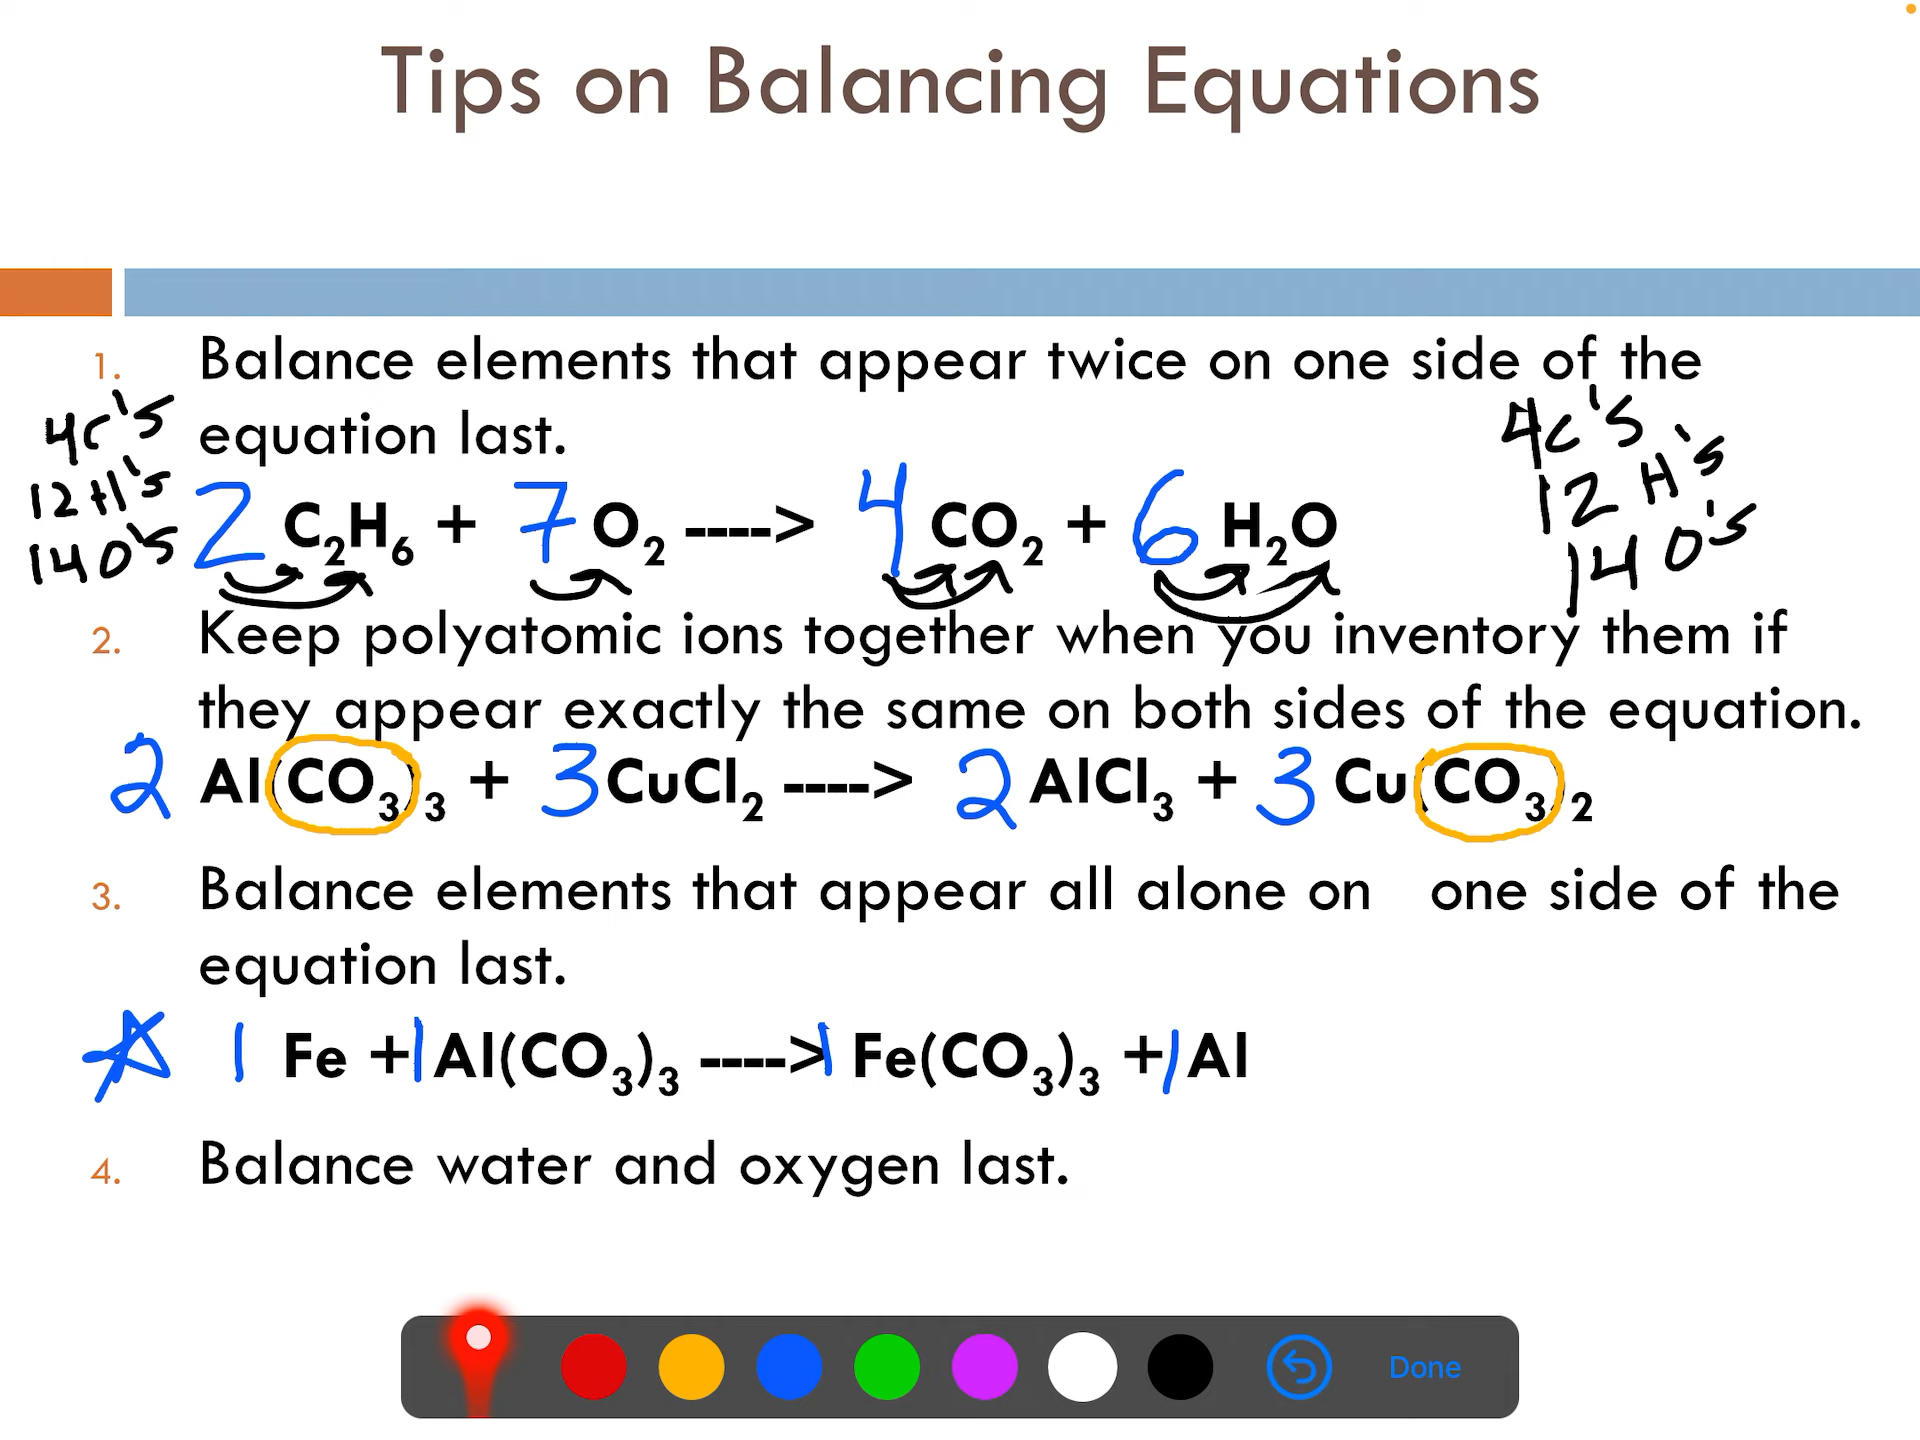 Tips on Balancing Equations
1. Balance elements that appear twice on one side of the
equation last.
4C's
12H's
14O's
4C's
12 H's
14 O's
2 C₂H₆ + 7 O₂ ----> 4 CO₂ + 6 H₂O
2. Keep polyatomic ions together when you inventory them if
they appear exactly the same on both sides of the equation.
2 Al(CO₃)₃ + 3 CuCl₂ ----> 2 AlCl₃ + 3 Cu(CO₃)₂
3. Balance elements that appear all alone on one side of the
equation last.
1 Fe + 1 Al(CO₃)₃ ----> 1 Fe(CO₃)₃ + 1 Al
4. Balance water and oxygen last.
Done